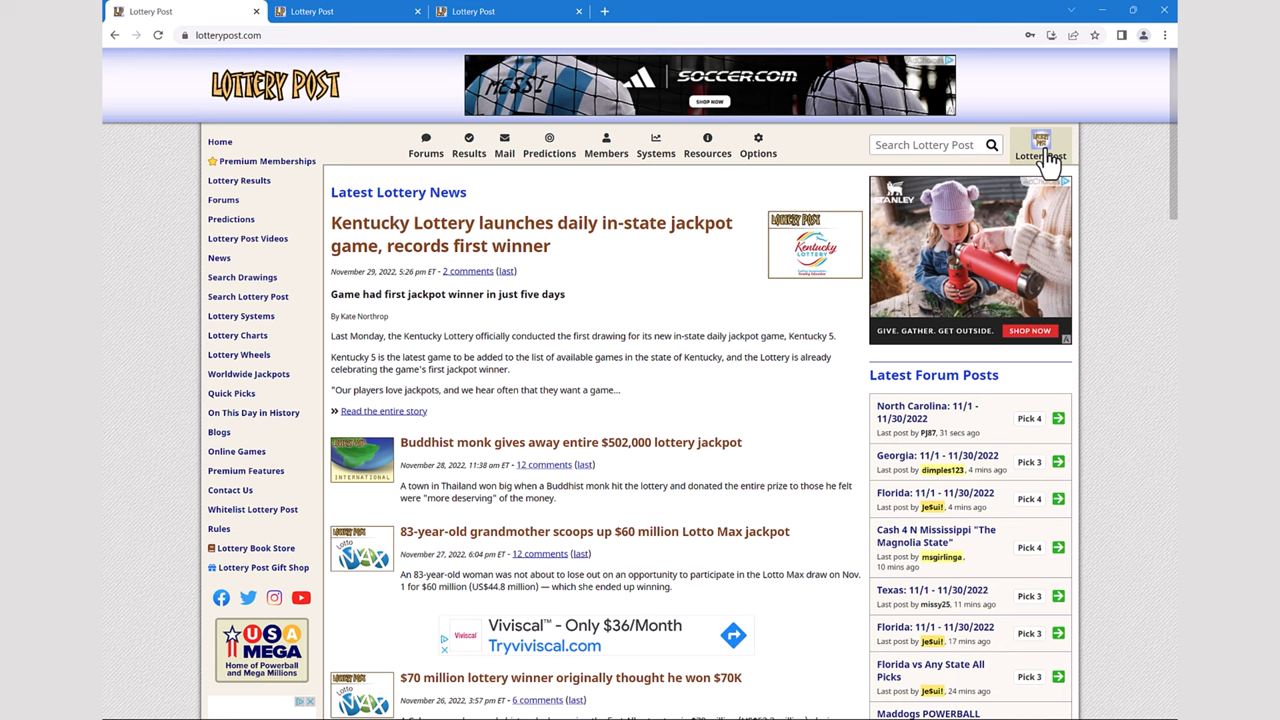 Lottery Post
Lottery Post
Lottery Post
lotterypost.com
LOTTERY POST
MESSI
SOCCER.COM
SHOP NOW
AdChoices
Home
Premium Memberships
Lottery Results
Forums
Predictions
Lottery Post Videos
News
Search Drawings
Search Lottery Post
Lottery Systems
Lottery Charts
Lottery Wheels
Worldwide Jackpots
Quick Picks
On This Day in History
Blogs
Online Games
Premium Features
Contact Us
Whitelist Lottery Post
Rules
Lottery Book Store
Lottery Post Gift Shop
USA
MEGA
Home of Powerball
and Mega Millions
Forums Results Mail Predictions Members Systems Resources Options
Search Lottery Post
Lottery Post
Latest Lottery News
Kentucky Lottery launches daily in-state jackpot
game, records first winner
November 29, 2022, 5:26 pm ET - 2 comments (last)
Game had first jackpot winner in just five days
By Kate Northrop
Last Monday, the Kentucky Lottery officially conducted the first drawing for its new in-state daily jackpot game, Kentucky 5.
Kentucky 5 is the latest game to be added to the list of available games in the state of Kentucky, and the Lottery is already
celebrating the game's first jackpot winner.
"Our players love jackpots, and we hear often that they want a game...
» Read the entire story
LOTTERY POST
Kentucky
LOTTERY
Buddhist monk gives away entire $502,000 lottery jackpot
November 28, 2022, 11:38 am ET - 12 comments (last)
A town in Thailand won big when a Buddhist monk hit the lottery and donated the entire prize to those he felt
were "more deserving" of the money.
LOTTERY POST
INTERNATIONAL
83-year-old grandmother scoops up $60 million Lotto Max jackpot
November 27, 2022, 6:04 pm ET - 12 comments (last)
An 83-year-old woman was not about to lose out on an opportunity to participate in the Lotto Max draw on Nov.
1 for $60 million (US$44.8 million) — which she ended up winning.
LOTTERY POST
Lotto
MAX
Viviscal
Viviscal™ - Only $36/Month
Tryviviscal.com
$70 million lottery winner originally thought he won $70K
November 26, 2022, 3:57 pm ET - 6 comments (last)
LOTTERY POST
Lotto
MAX
AdChoices
STANLEY
GIVE. GATHER. GET OUTSIDE.
SHOP NOW
Latest Forum Posts
North Carolina: 11/1 -
11/30/2022
Last post by PJ87, 31 secs ago
Pick 4
Georgia: 11/1 - 11/30/2022
Last post by dimples123, 4 mins ago
Pick 3
Florida: 11/1 - 11/30/2022
Last post by Je$ui!, 4 mins ago
Pick 4
Cash 4 N Mississippi "The
Magnolia State"
Last post by msgirlinga,
10 mins ago
Pick 4
Texas: 11/1 - 11/30/2022
Last post by missy25, 11 mins ago
Pick 3
Florida: 11/1 - 11/30/2022
Last post by Je$ui!, 17 mins ago
Pick 3
Florida vs Any State All
Picks
Last post by Je$ui!, 24 mins ago
Pick 3
Maddogs POWERBALL